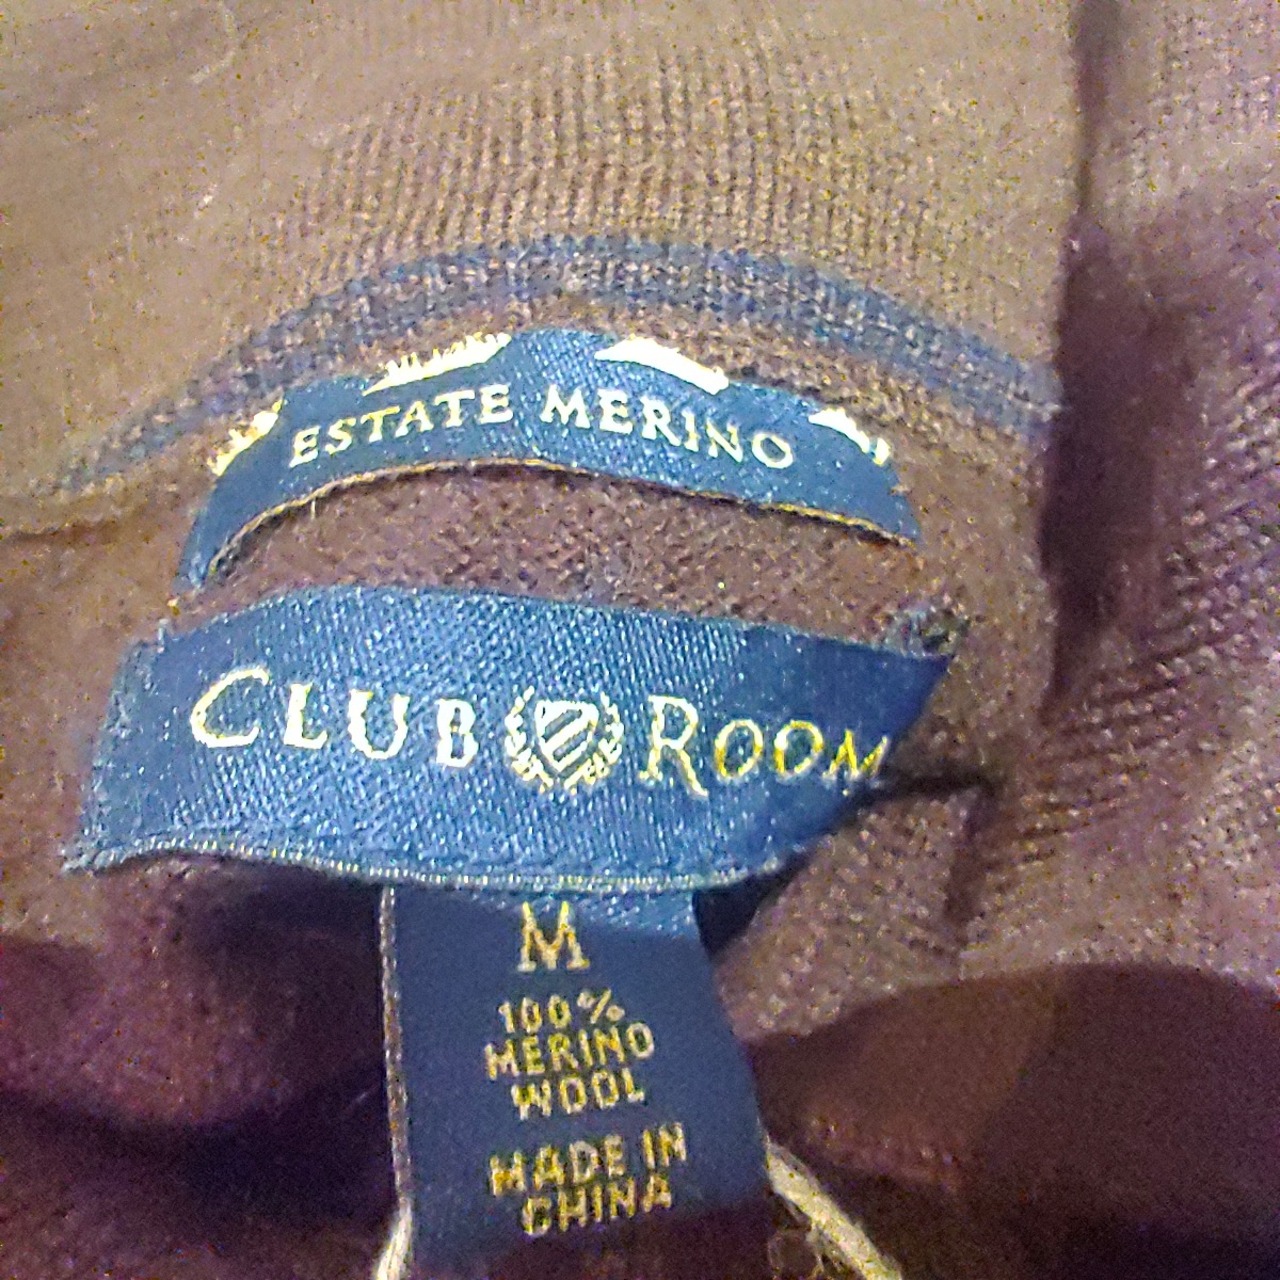 ESTATE MERINO
CLUB ROOM
M
100%
MERINO
WOOL
MADE IN
CHINA